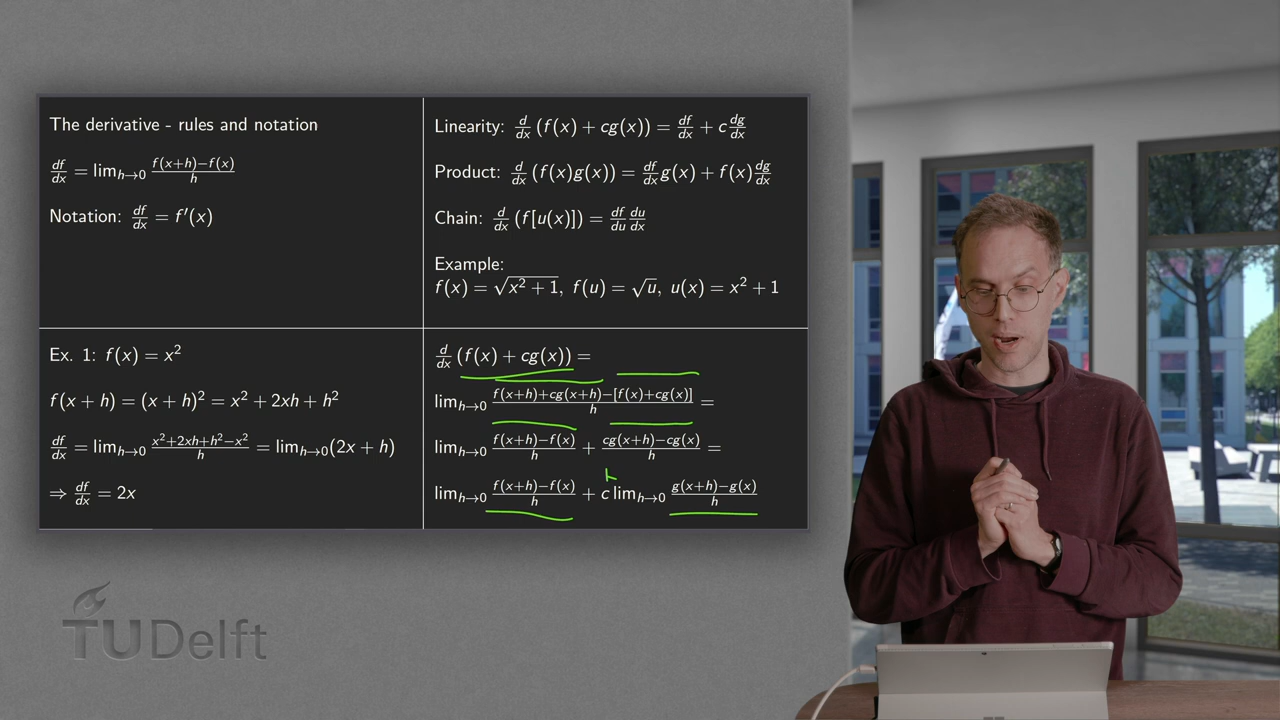 The derivative - rules and notation
df/dx = lim_{h→0} (f(x+h)−f(x))/h
Notation: df/dx = f′(x)
Linearity: d/dx (f(x) + cg(x)) = df/dx + c dg/dx
Product: d/dx (f(x)g(x)) = df/dx g(x) + f(x) dg/dx
Chain: d/dx (f[u(x)]) = df/du du/dx
Example:
f(x) = √(x² + 1), f(u) = √u, u(x) = x² + 1
Ex. 1: f(x) = x²
f(x + h) = (x + h)² = x² + 2xh + h²
df/dx = lim_{h→0} (x²+2xh+h²−x²)/h = lim_{h→0}(2x + h)
⇒ df/dx = 2x
d/dx (f(x) + cg(x)) =
lim_{h→0} (f(x+h)+cg(x+h)−[f(x)+cg(x)])/h =
lim_{h→0} (f(x+h)−f(x))/h + (cg(x+h)−cg(x))/h =
lim_{h→0} (f(x+h)−f(x))/h + c lim_{h→0} (g(x+h)−g(x))/h
TUDelft